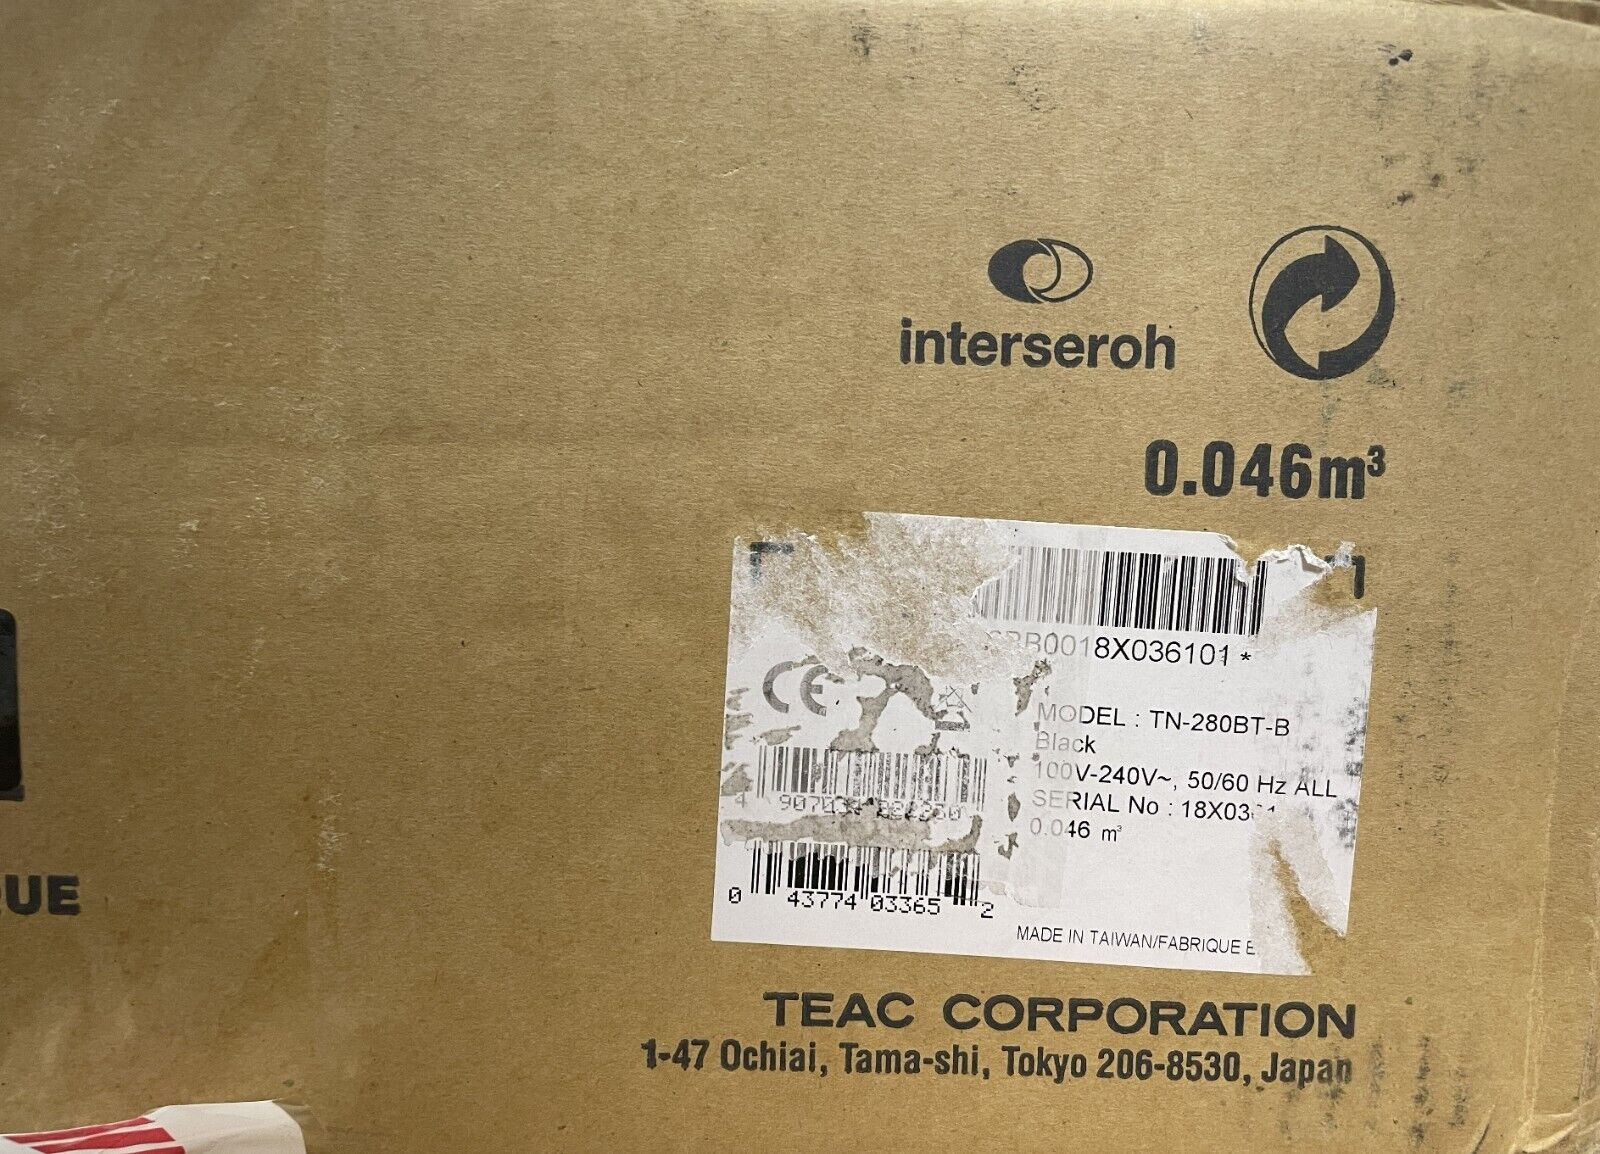 interseroh
0.046m³
8X036101 *
CE
MODEL : TN-280BT-B
Black
100V-240V~, 50/60 Hz ALL
SERIAL No : 18X03
0.046 m³
0 43774 03365 2
MADE IN TAIWAN/FABRIQUE E
UE
TEAC CORPORATION
1-47 Ochiai, Tama-shi, Tokyo 206-8530, Japan